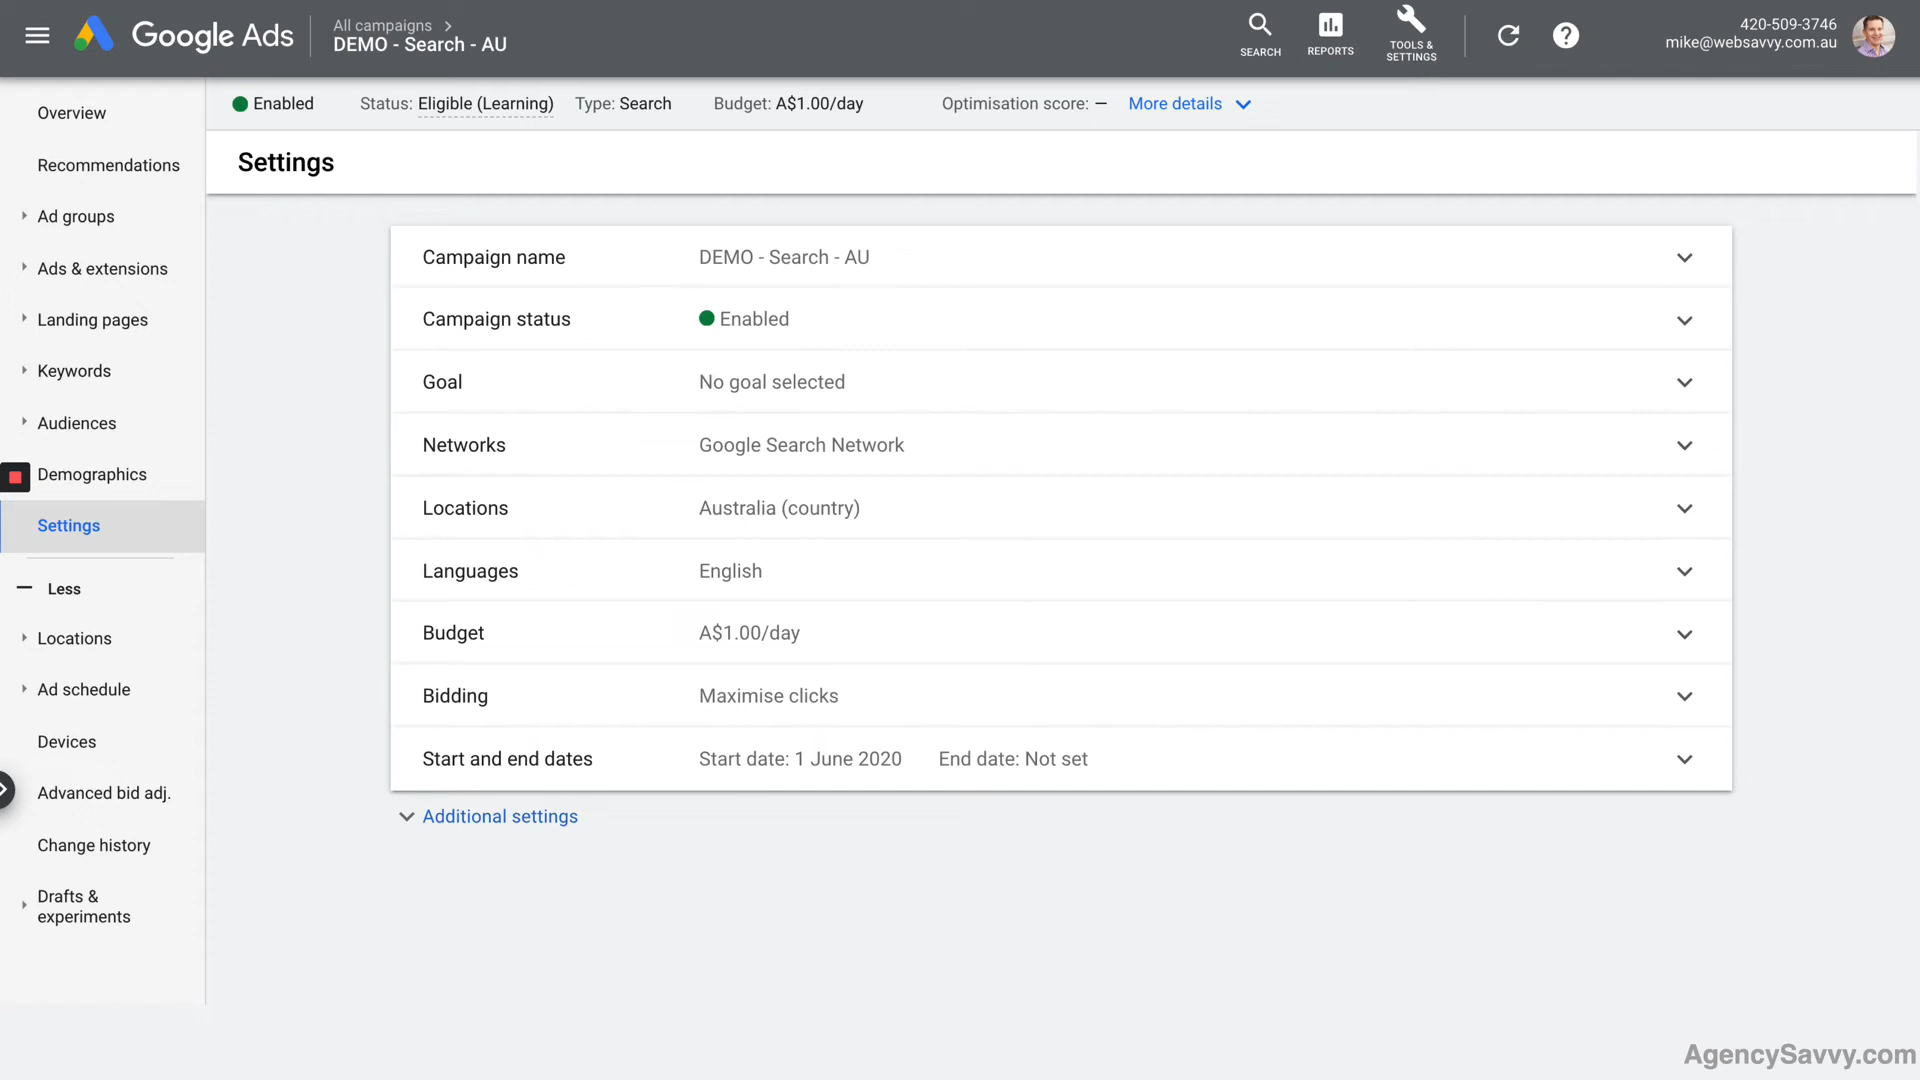 Google Ads
All campaigns
DEMO - Search - AU
SEARCH
REPORTS
TOOLS &
SETTINGS
?
420-509-3746
mike@websavvy.com.au
Enabled
Status: Eligible (Learning)
Type: Search
Budget: A$1.00/day
Optimisation score: —
More details
Overview
Recommendations
Ad groups
Ads & extensions
Landing pages
Keywords
Audiences
Demographics
Settings
Less
Locations
Ad schedule
Devices
Advanced bid adj.
Change history
Drafts &
experiments
Settings
Campaign name DEMO - Search - AU
Campaign status Enabled
Goal No goal selected
Networks Google Search Network
Locations Australia (country)
Languages English
Budget A$1.00/day
Bidding Maximise clicks
Start and end dates Start date: 1 June 2020 End date: Not set
Additional settings
AgencySavvy.com